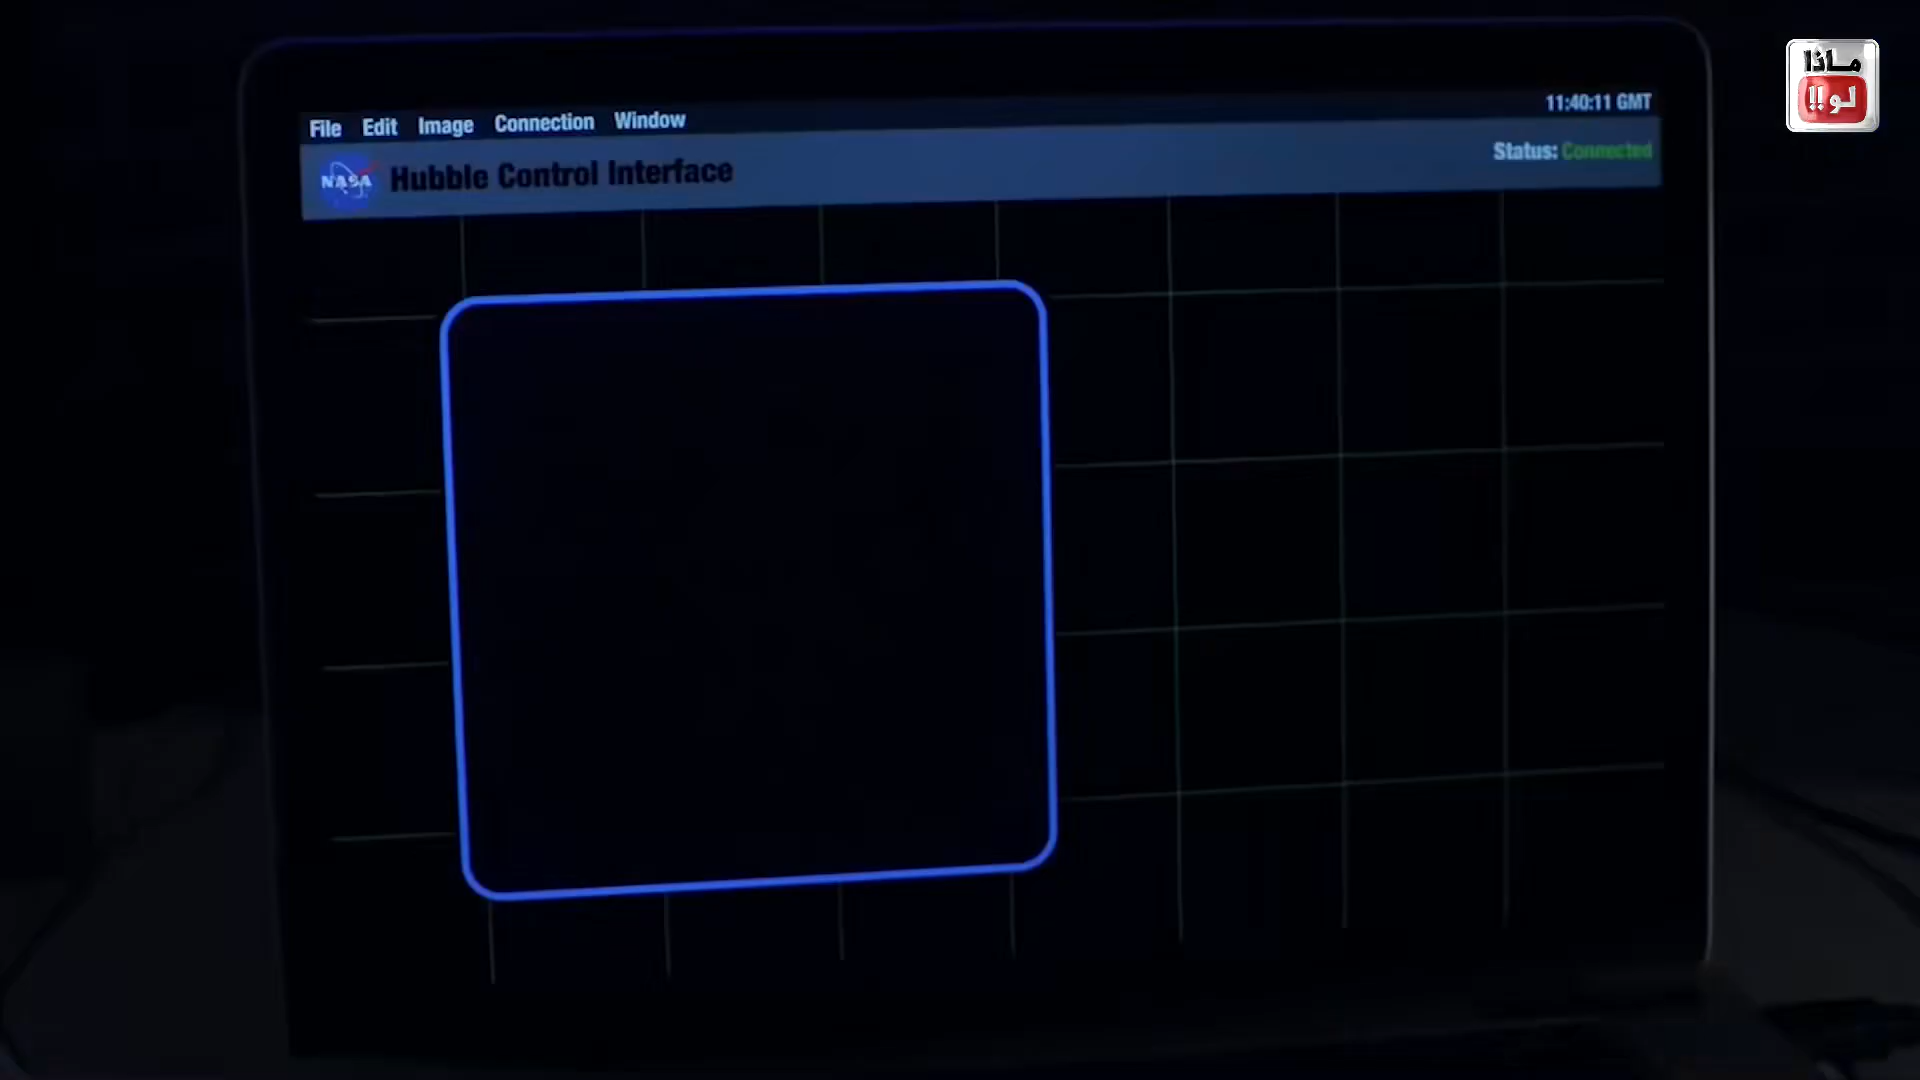 File Edit Image Connection Window
11:40:11 GMT
NASA
Hubble Control Interface
Status: Connected
ماذا
لو!!